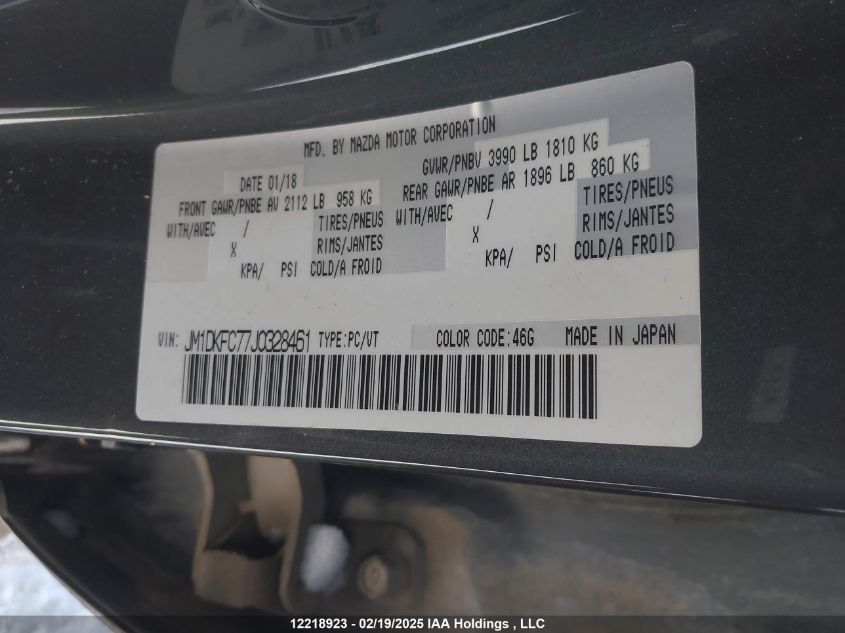 MFD. BY MAZDA MOTOR CORPORATION
DATE 01/18 GVWR/PNBV 3990 LB 1810 KG
FRONT GAWR/PNBE AV 2112 LB 958 KG REAR GAWR/PNBE AR 1896 LB 860 KG
WITH/AVEC / TIRES/PNEUS WITH/AVEC / TIRES/PNEUS
X RIMS/JANTES X RIMS/JANTES
KPA/ PSI COLD/A FROID KPA/ PSI COLD/A FROID
VIN: JM1DKFC77J0328461 TYPE:PC/VT COLOR CODE:46G MADE IN JAPAN
12218923 - 02/19/2025 IAA Holdings , LLC